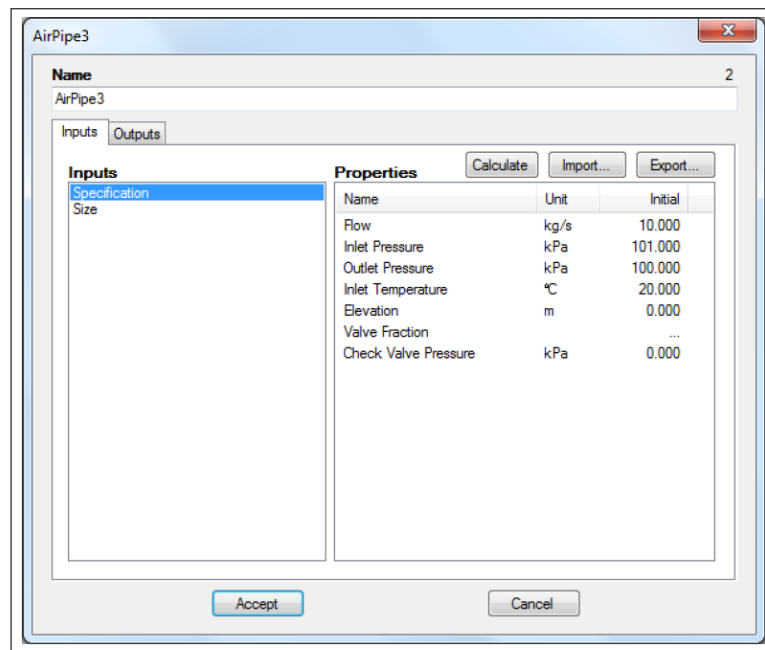 AirPipe3
x
Name 2
AirPipe3
Inputs Outputs
Inputs
Specification
Size
Properties Calculate Import... Export...
Name Unit Initial
Flow kg/s 10.000
Inlet Pressure kPa 101.000
Outlet Pressure kPa 100.000
Inlet Temperature °C 20.000
Elevation m 0.000
Valve Fraction ...
Check Valve Pressure kPa 0.000
Accept Cancel